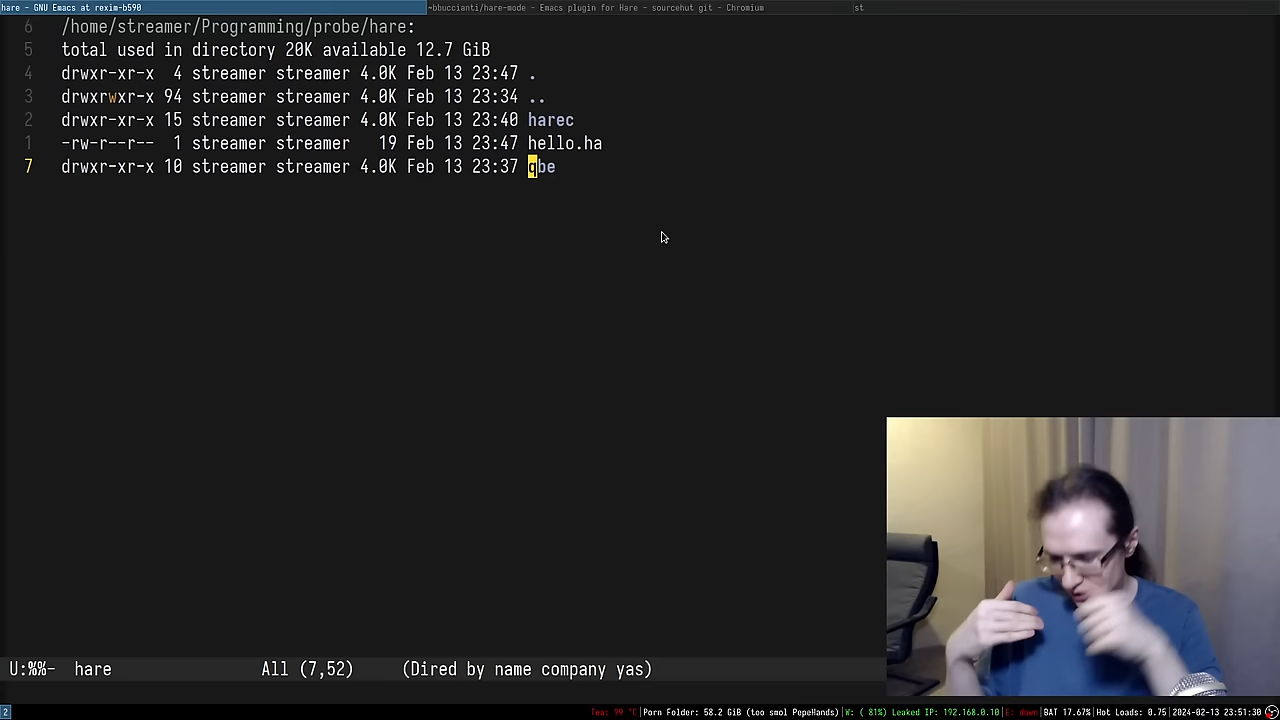 hare - GNU Emacs at rexim-b590
~bbuccianti/hare-mode - Emacs plugin for Hare - sourcehut git - Chromium
st
6 /home/streamer/Programming/probe/hare:
5 total used in directory 20K available 12.7 GiB
4 drwxr-xr-x 4 streamer streamer 4.0K Feb 13 23:47 .
3 drwxrwxr-x 94 streamer streamer 4.0K Feb 13 23:34 ..
2 drwxr-xr-x 15 streamer streamer 4.0K Feb 13 23:40 harec
1 -rw-r--r-- 1 streamer streamer 19 Feb 13 23:47 hello.ha
7 drwxr-xr-x 10 streamer streamer 4.0K Feb 13 23:37 qbe
U:%%- hare All (7,52) (Dired by name company yas)
2 Tea: 99 °C|Porn Folder: 58.2 GiB (too smol PepeHands)|W: ( 81%) Leaked IP: 192.168.0.10|E: down|BAT 17.67%|Hot Loads: 0.75|2024-02-13 23:51:30